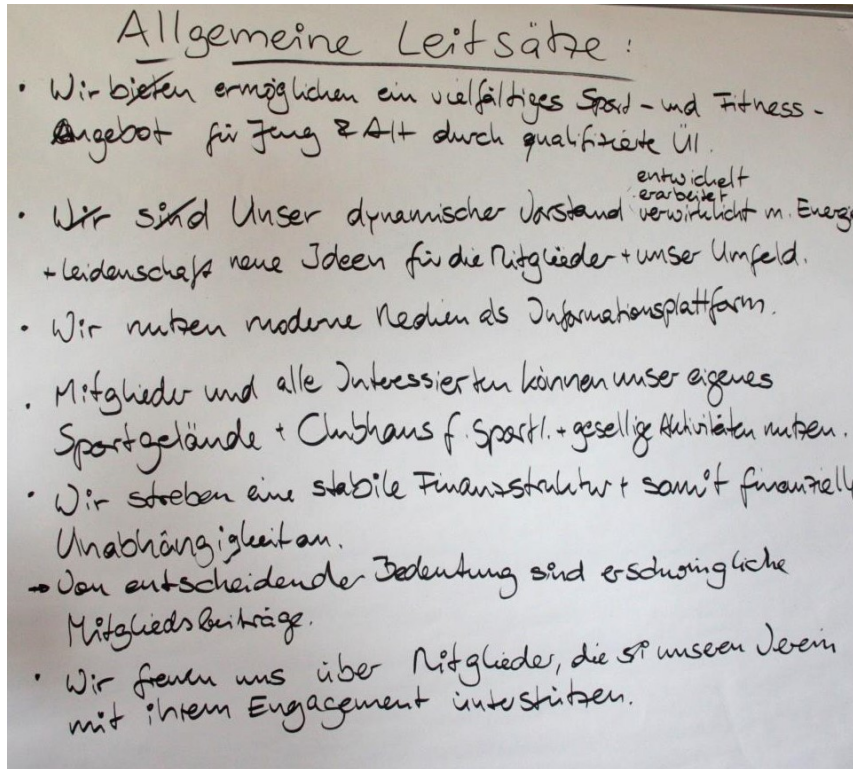 Allgemeine Leitsätze:
• Wir bieten ermöglichen ein vielfältiges Sport- und Fitness-
Angebot für Jung & Alt durch qualifizierte ÜL.
entwickelt
erarbeitet
• Wir sind Unser dynamischer Vorstand verwirklicht m. Energie
+ Leidenschaft neue Ideen für die Mitglieder + unser Umfeld.
• Wir nutzen moderne Medien als Informationsplattform.
• Mitglieder und alle Interessierten können unser eigenes
Sportgelände + Clubhaus f. sportl. + gesellige Aktivitäten nutzen.
• Wir streben eine stabile Finanzstruktur + somit finanzielle
Unabhängigkeit an.
→ Von entscheidender Bedeutung sind erschwingliche
Mitgliedsbeiträge.
• Wir freuen uns über Mitglieder, die unseren Verein
mit ihrem Engagement unterstützen.